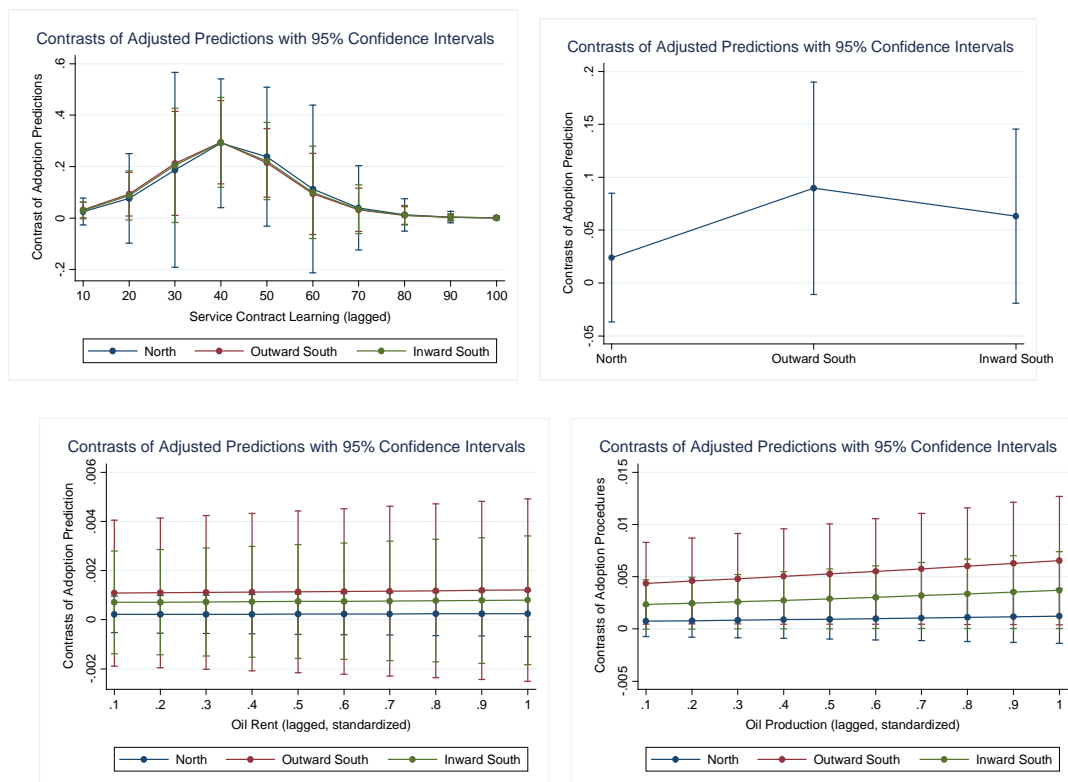 Contrasts of Adjusted Predictions with 95% Confidence Intervals
Contrast of Adoption Predictions
.6
.4
.2
0
-.2
10 20 30 40 50 60 70 80 90 100
Service Contract Learning (lagged)
North Outward South Inward South
Contrasts of Adjusted Predictions with 95% Confidence Intervals
Contrasts of Adoption Prediction
.2
.15
.1
.05
0
-.05
North Outward South Inward South
Contrasts of Adjusted Predictions with 95% Confidence Intervals
Contrast of Adoption Prediction
.006
.004
.002
0
-.002
.1 .2 .3 .4 .5 .6 .7 .8 .9 1
Oil Rent (lagged, standardized)
North Outward South Inward South
Contrasts of Adjusted Predictions with 95% Confidence Intervals
Contrasts of Adoption Procedures
.015
.01
.005
0
-.005
.1 .2 .3 .4 .5 .6 .7 .8 .9 1
Oil Production (lagged, standardized)
North Outward South Inward South